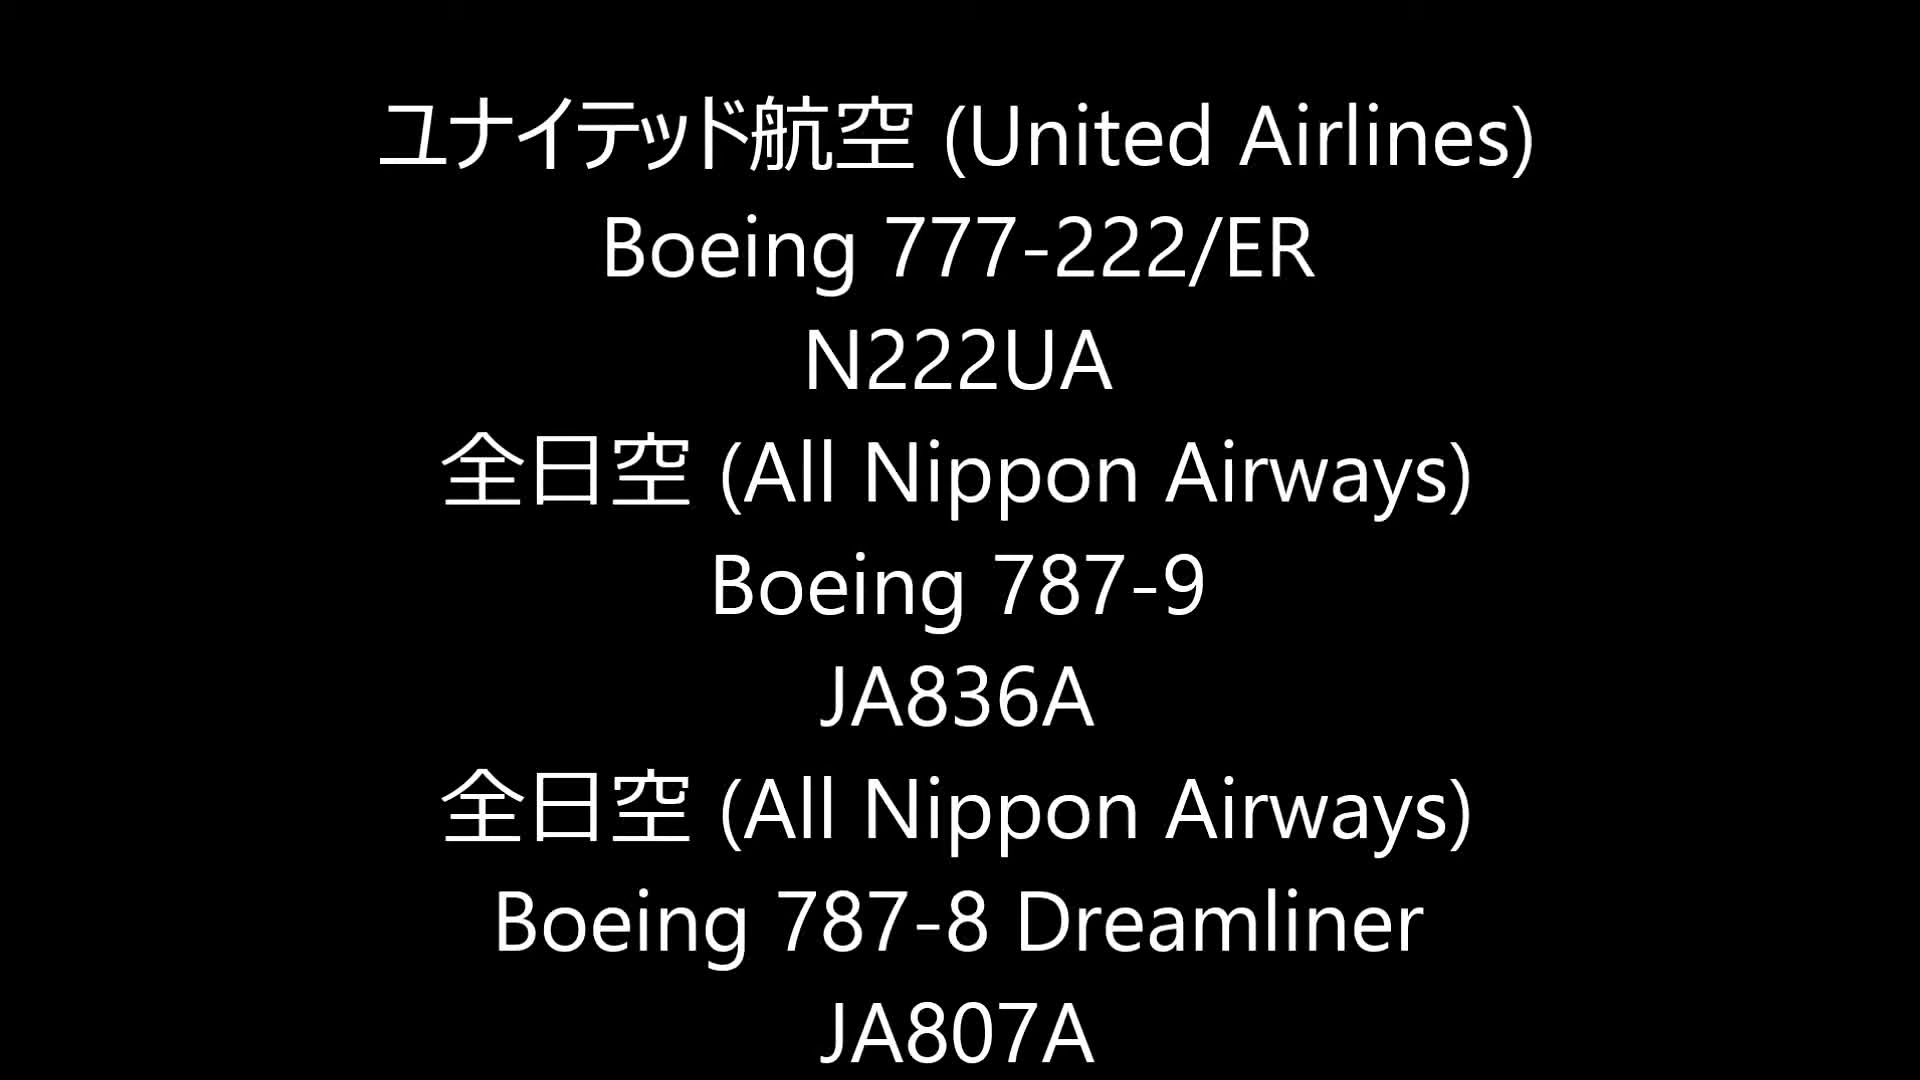 ユナイテッド航空 (United Airlines)
Boeing 777-222/ER
N222UA
全日空 (All Nippon Airways)
Boeing 787-9
JA836A
全日空 (All Nippon Airways)
Boeing 787-8 Dreamliner
JA807A